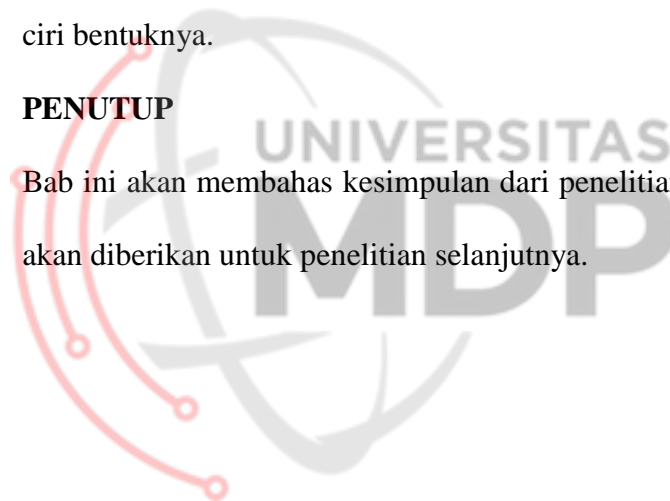 ciri bentuknya.
PENUTUP
UNIVERSITAS
Bab ini akan membahas kesimpulan dari penelitia
MDP
akan diberikan untuk penelitian selanjutnya.